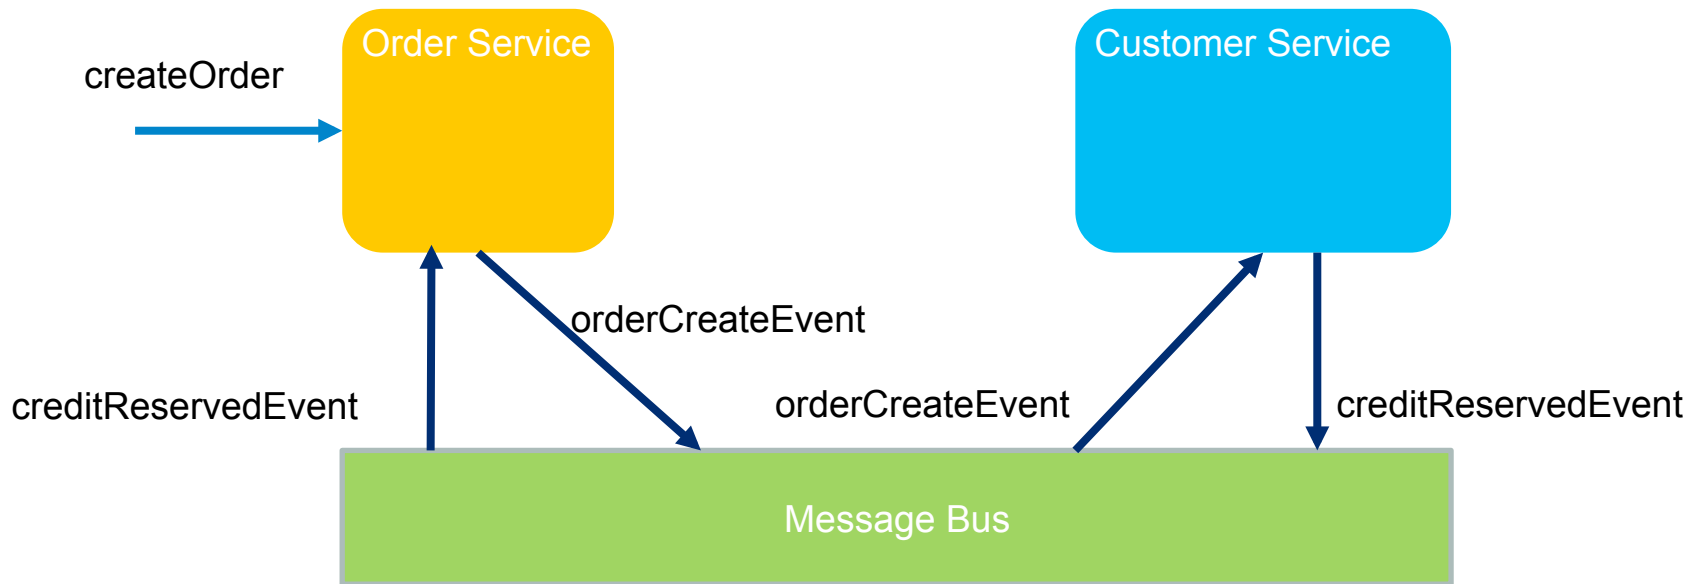 Order Service
Customer Service
createOrder
orderCreateEvent
creditReservedEvent
orderCreateEvent
creditReservedEvent
Message Bus